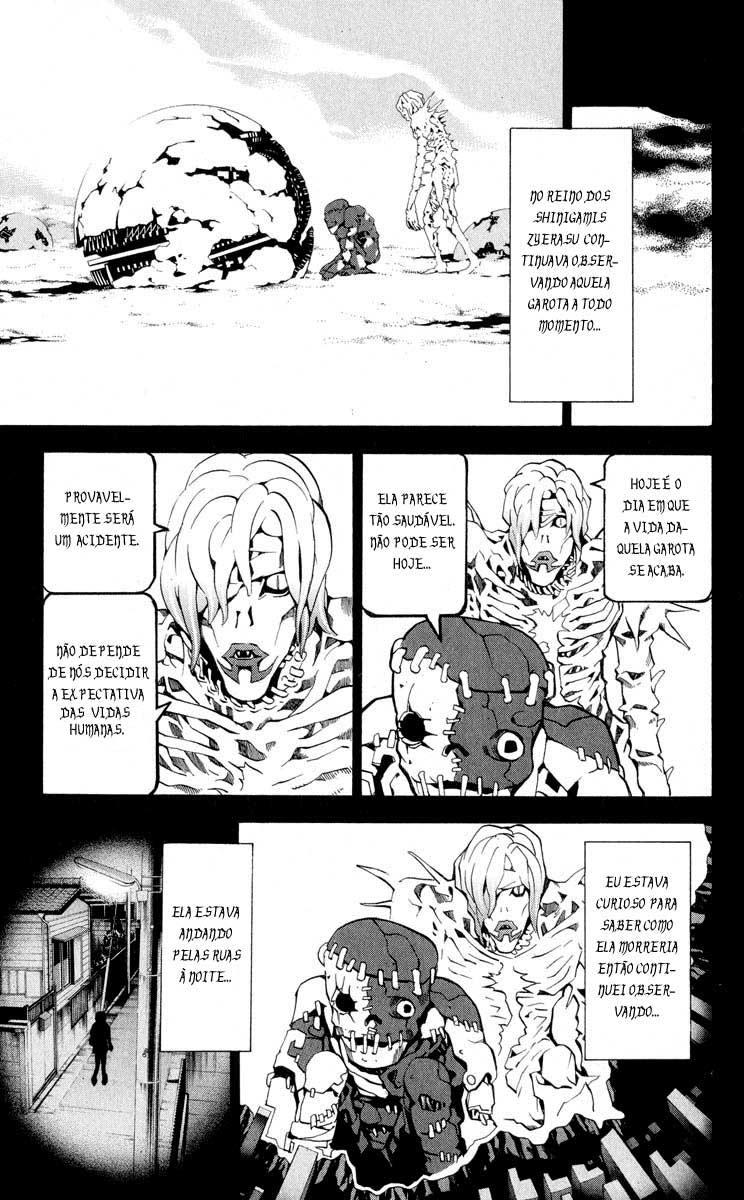 NO REINO DOS
SHINIGAMIS
ZYERASU CON
TINUAVA OBSER-
VANDO AQUELA
GAROTA A TODO
MOMENTO...
HOJE É O
DIA EM QUE
A VIDA DA-
QUELA GAROTA
SE ACABA.
ELA PARECE
TÃO SAUDÁVEL.
NÃO PODE SER
HOJE...
PROVAVEL-
MENTE SERÁ
UM ACIDENTE.
NÃO DEPENDE
DE NÓS DECIDIR
A EXPECTATIVA
DAS VIDAS
HUMANAS.
EU ESTAVA
CURIOSO PARA
SABER COMO
ELA MORRERIA
ENTÃO CONTI-
NUEI OBSER-
VANDO...
ELA ESTAVA
ANDANDO
PELAS RUAS
À NOITE...